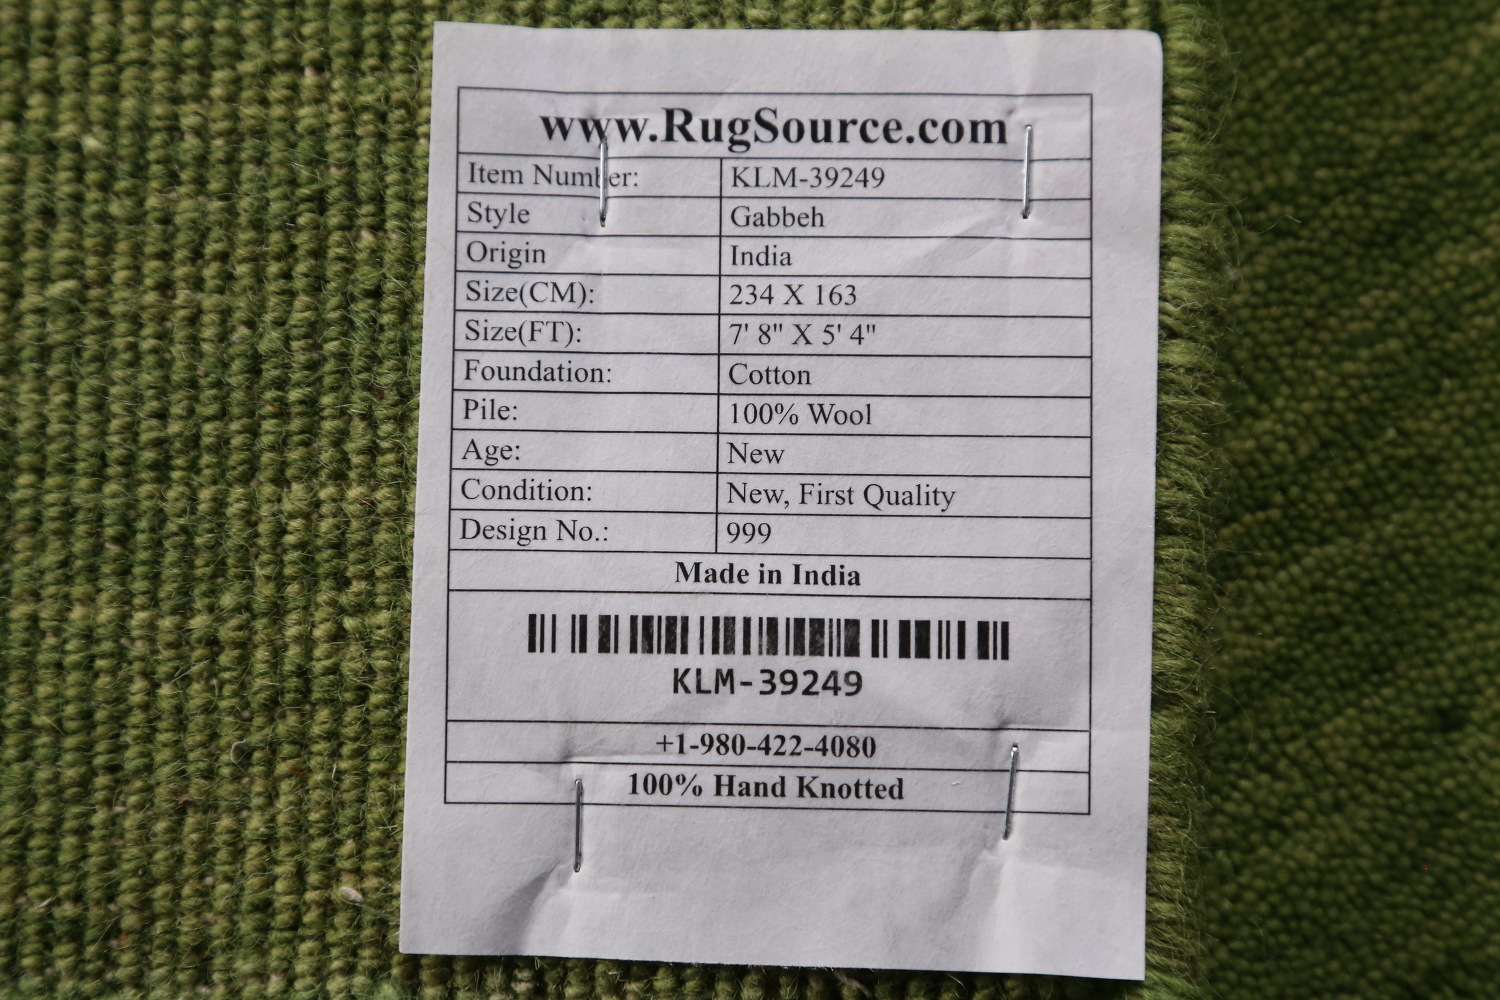 www.RugSource.com
Item Number: KLM-39249
Style Gabbeh
Origin India
Size(CM): 234 X 163
Size(FT): 7' 8" X 5' 4"
Foundation: Cotton
Pile: 100% Wool
Age: New
Condition: New, First Quality
Design No.: 999
Made in India
KLM-39249
+1-980-422-4080
100% Hand Knotted